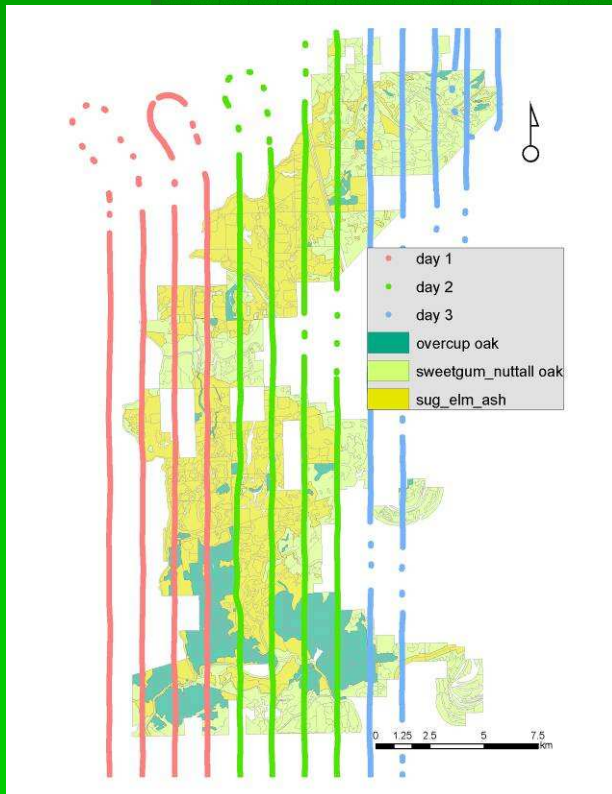 day 1
day 2
day 3
overcup oak
sweetgum_nuttall oak
sug_elm_ash
0 1.25 2.5 5 7.5
km